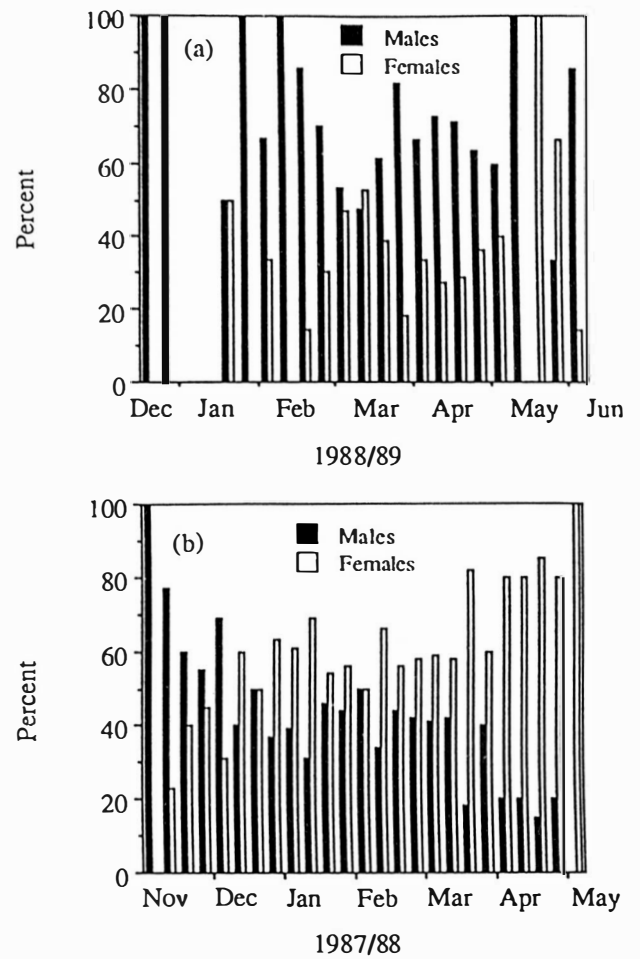 100
(a)
Males
Females
80
60
40
20
0
Percent
Dec Jan Feb Mar Apr May Jun
1988/89
100
(b)
Males
Females
80
60
40
20
0
Percent
Nov Dec Jan Feb Mar Apr May
1987/88